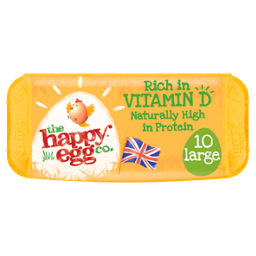 the
happy
egg
co.
Rich in
VITAMIN D
Naturally High
in Protein
10
large